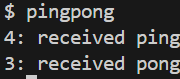 $ pingpong
4: received ping
3: received pong